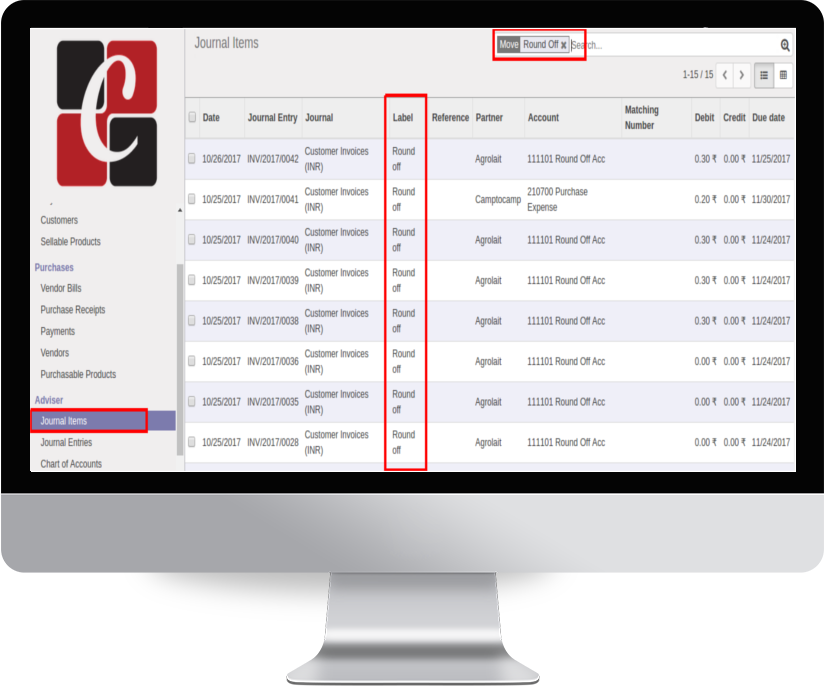 Journal Items
Move Round Off x Search...
1-15 / 15
Date Journal Entry Journal Label Reference Partner Account Matching Number Debit Credit Due date
10/26/2017 INV/2017/0042 Customer Invoices (INR) Round off Agrolait 111101 Round Off Acc 0.30 ₹ 0.00 ₹ 11/25/2017
10/25/2017 INV/2017/0041 Customer Invoices (INR) Round off Camptocamp 210700 Purchase Expense 0.20 ₹ 0.00 ₹ 11/30/2017
10/25/2017 INV/2017/0040 Customer Invoices (INR) Round off Agrolait 111101 Round Off Acc 0.30 ₹ 0.00 ₹ 11/24/2017
10/25/2017 INV/2017/0039 Customer Invoices (INR) Round off Agrolait 111101 Round Off Acc 0.30 ₹ 0.00 ₹ 11/24/2017
10/25/2017 INV/2017/0038 Customer Invoices (INR) Round off Agrolait 111101 Round Off Acc 0.30 ₹ 0.00 ₹ 11/24/2017
10/25/2017 INV/2017/0036 Customer Invoices (INR) Round off Agrolait 111101 Round Off Acc 0.00 ₹ 0.00 ₹ 11/24/2017
10/25/2017 INV/2017/0035 Customer Invoices (INR) Round off Agrolait 111101 Round Off Acc 0.00 ₹ 0.00 ₹ 11/24/2017
10/25/2017 INV/2017/0028 Customer Invoices (INR) Round off Agrolait 111101 Round Off Acc 0.00 ₹ 0.00 ₹ 11/24/2017
C
Customers
Sellable Products
Purchases
Vendor Bills
Purchase Receipts
Payments
Vendors
Purchasable Products
Adviser
Journal Items
Journal Entries
Chart of Accounts